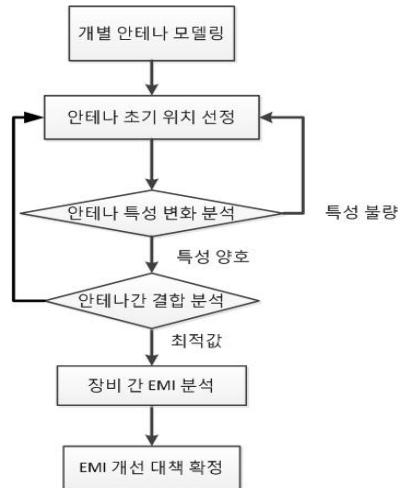 개별 안테나 모델링
안테나 초기 위치 선정
안테나 특성 변화 분석
특성 불량
특성 양호
안테나간 결합 분석
최적값
장비 간 EMI 분석
EMI 개선 대책 확정